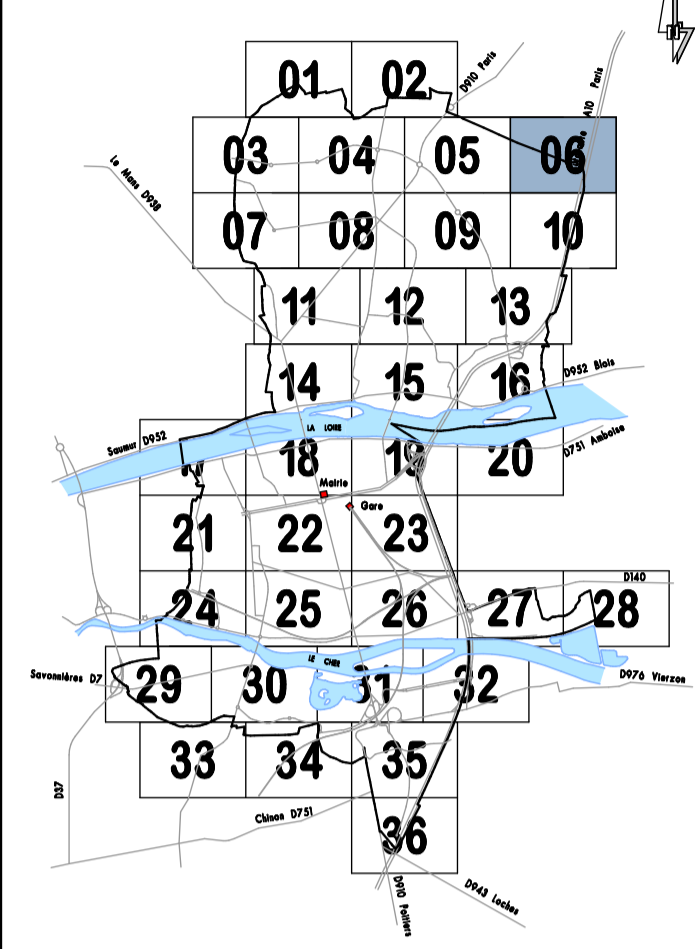 01 02
D910 Paris
A10 Paris
03 04 05 06
Le Mans D938
07 08 09 10
11 12 13
14 15 16
D952 Blois
Saumur D952
LA LOIRE
D751 Amboise
18 19 20
Mairie
Gare
21 22 23
D140
24 25 26 27 28
LE CHER
Savonnières D7
29 30 31 32
D976 Vierzon
33 34 35
D37
Chinon D751
36
D910 Poitiers
D943 Loches